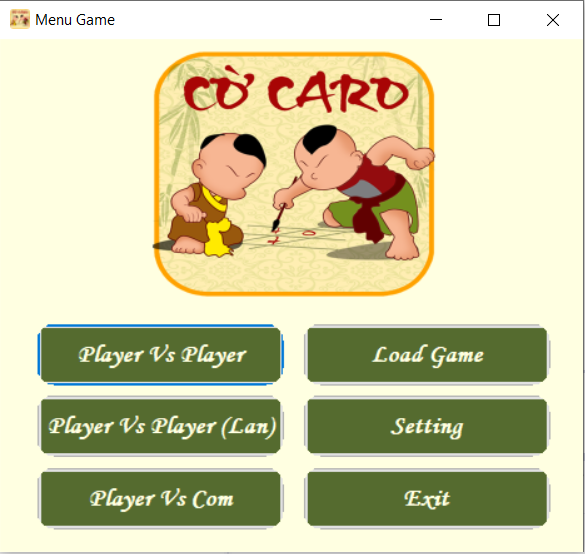 Menu Game
CỜ CARO
Player Vs Player
Load Game
Player Vs Player (Lan)
Setting
Player Vs Com
Exit